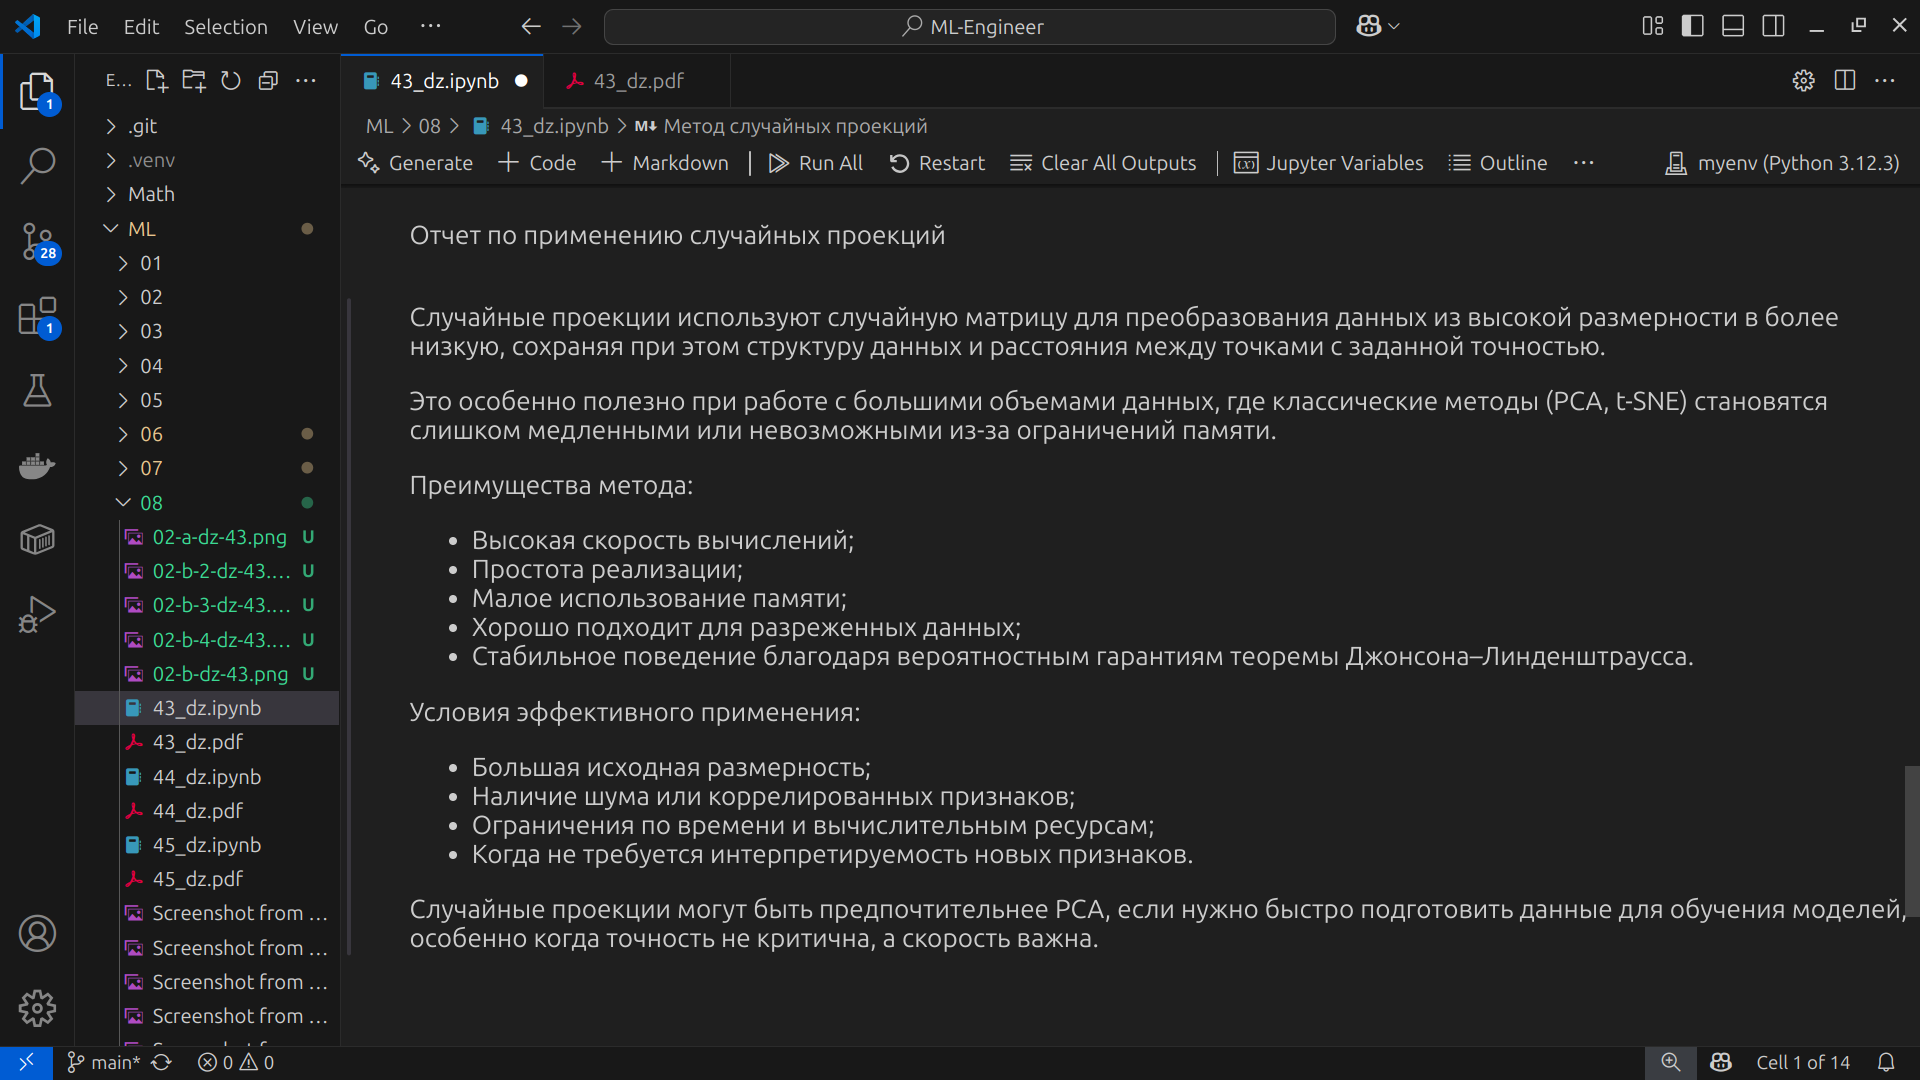 File Edit Selection View Go ···
ML-Engineer
E... ···
43_dz.ipynb
43_dz.pdf
ML > 08 > 43_dz.ipynb > M↓ Метод случайных проекций
Generate + Code + Markdown | Run All Restart Clear All Outputs | Jupyter Variables Outline ··· myenv (Python 3.12.3)
1
28
1
.git
.venv
Math
ML
01
02
03
04
05
06
07
08
02-a-dz-43.png U
02-b-2-dz-43.... U
02-b-3-dz-43.... U
02-b-4-dz-43.... U
02-b-dz-43.png U
43_dz.ipynb
43_dz.pdf
44_dz.ipynb
44_dz.pdf
45_dz.ipynb
45_dz.pdf
Screenshot from ...
Screenshot from ...
Screenshot from ...
Screenshot from ...
Отчет по применению случайных проекций
Случайные проекции используют случайную матрицу для преобразования данных из высокой размерности в более
низкую, сохраняя при этом структуру данных и расстояния между точками с заданной точностью.
Это особенно полезно при работе с большими объемами данных, где классические методы (PCA, t-SNE) становятся
слишком медленными или невозможными из-за ограничений памяти.
Преимущества метода:
• Высокая скорость вычислений;
• Простота реализации;
• Малое использование памяти;
• Хорошо подходит для разреженных данных;
• Стабильное поведение благодаря вероятностным гарантиям теоремы Джонсона–Линденштраусса.
Условия эффективного применения:
• Большая исходная размерность;
• Наличие шума или коррелированных признаков;
• Ограничения по времени и вычислительным ресурсам;
• Когда не требуется интерпретируемость новых признаков.
Случайные проекции могут быть предпочтительнее PCA, если нужно быстро подготовить данные для обучения моделей,
особенно когда точность не критична, а скорость важна.
main* 0 0
Cell 1 of 14